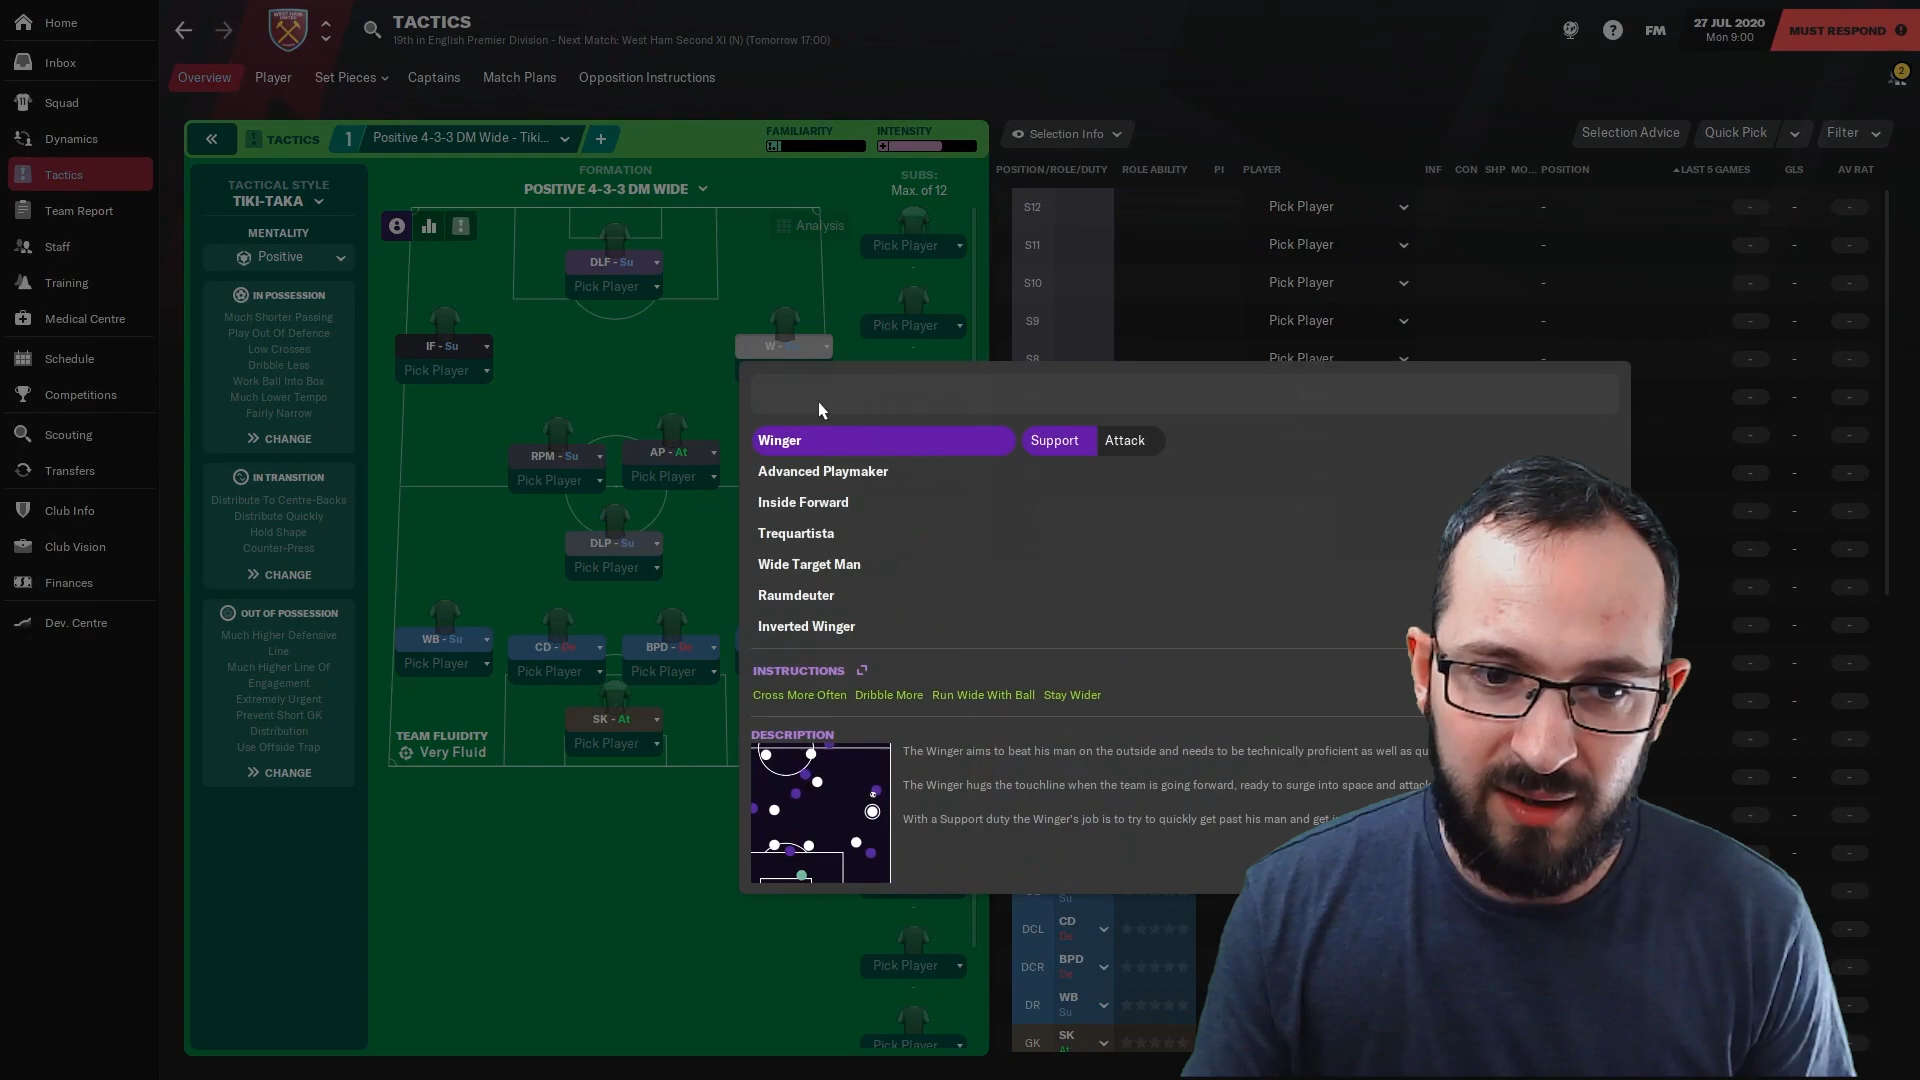 Home
Inbox
Squad
Dynamics
Tactics
Team Report
Staff
Training
Medical Centre
Schedule
Competitions
Scouting
Transfers
Club Info
Club Vision
Finances
Dev. Centre
TACTICS
19th in English Premier Division - Next Match: West Ham Second XI (N) (Tomorrow 17:00)
FM
27 JUL 2020
Mon 9:00
MUST RESPOND
2
Overview Player Set Pieces Captains Match Plans Opposition Instructions
TACTICS 1 Positive 4-3-3 DM Wide - Tiki... +
FAMILIARITY INTENSITY
TACTICAL STYLE
TIKI-TAKA
MENTALITY
Positive
IN POSSESSION
Much Shorter Passing
Play Out Of Defence
Low Crosses
Dribble Less
Work Ball Into Box
Much Lower Tempo
Fairly Narrow
CHANGE
IN TRANSITION
Distribute To Centre-Backs
Distribute Quickly
Hold Shape
Counter-Press
CHANGE
OUT OF POSSESSION
Much Higher Defensive
Line
Much Higher Line Of
Engagement
Extremely Urgent
Prevent Short GK
Distribution
Use Offside Trap
CHANGE
FORMATION
POSITIVE 4-3-3 DM WIDE
SUBS:
Max. of 12
Analysis
DLF - Su
Pick Player
IF - Su
Pick Player
W -
RPM - Su
Pick Player
AP - At
Pick Player
DLP - Su
Pick Player
WB - Su
Pick Player
CD - De
Pick Player
BPD - De
Pick Player
SK - At
Pick Player
TEAM FLUIDITY
Very Fluid
Pick Player
-
Pick Player
-
-
Pick Player
-
Pick Player
Selection Info
Selection Advice Quick Pick Filter
POSITION/ROLE/DUTY ROLE ABILITY PI PLAYER INF CON SHP MO... POSITION LAST 5 GAMES GLS AV RAT
S12 Pick Player - - - -
S11 Pick Player - - - -
S10 Pick Player - - - -
S9 Pick Player - - - -
S8 Pick Player - - - -
Winger Support Attack
Advanced Playmaker
Inside Forward
Trequartista
Wide Target Man
Raumdeuter
Inverted Winger
INSTRUCTIONS
Cross More Often Dribble More Run Wide With Ball Stay Wider
DESCRIPTION
The Winger aims to beat his man on the outside and needs to be technically proficient as well as
The Winger hugs the touchline when the team is going forward, ready to surge into space and
With a Support duty the Winger's job is to try to quickly get past his man and get
Su
DCL CD
De
DCR BPD
De
DR WB
Su
GK SK
At